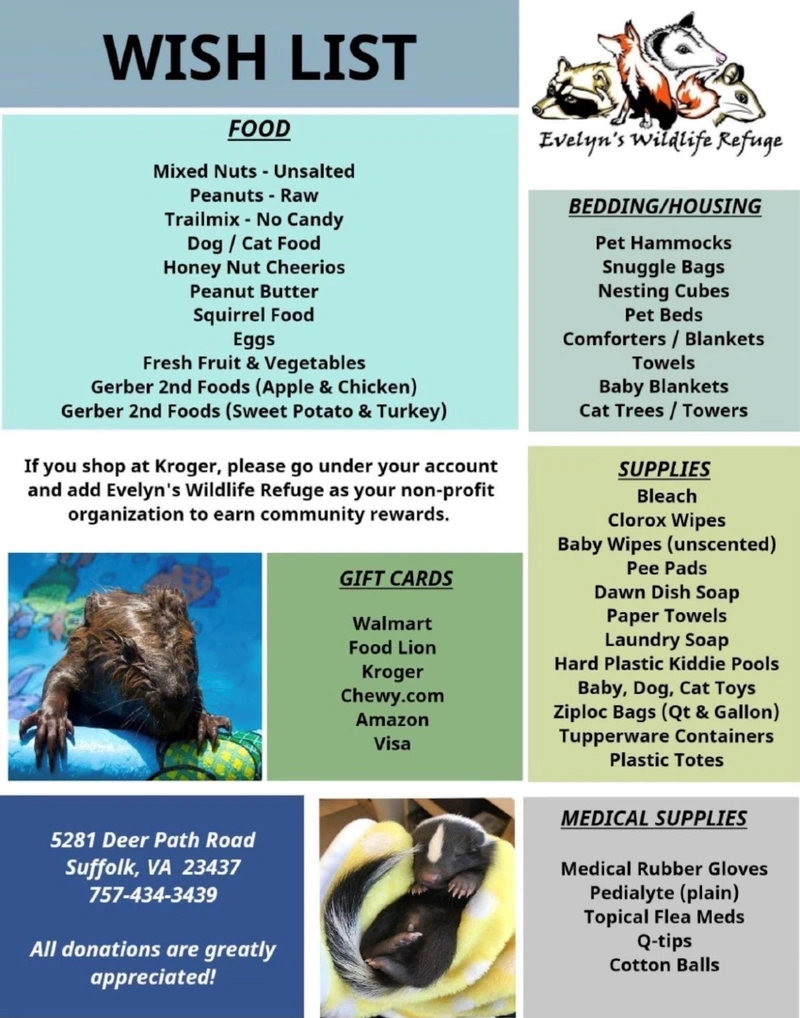 WISH LIST
Evelyn's Wildlife Refuge
FOOD
Mixed Nuts - Unsalted
Peanuts - Raw
Trailmix - No Candy
Dog / Cat Food
Honey Nut Cheerios
Peanut Butter
Squirrel Food
Eggs
Fresh Fruit & Vegetables
Gerber 2nd Foods (Apple & Chicken)
Gerber 2nd Foods (Sweet Potato & Turkey)
BEDDING/HOUSING
Pet Hammocks
Snuggle Bags
Nesting Cubes
Pet Beds
Comforters / Blankets
Towels
Baby Blankets
Cat Trees / Towers
If you shop at Kroger, please go under your account
and add Evelyn's Wildlife Refuge as your non-profit
organization to earn community rewards.
SUPPLIES
Bleach
Clorox Wipes
Baby Wipes (unscented)
Pee Pads
Dawn Dish Soap
Paper Towels
Laundry Soap
Hard Plastic Kiddie Pools
Baby, Dog, Cat Toys
Ziploc Bags (Qt & Gallon)
Tupperware Containers
Plastic Totes
GIFT CARDS
Walmart
Food Lion
Kroger
Chewy.com
Amazon
Visa
5281 Deer Path Road
Suffolk, VA 23437
757-434-3439
All donations are greatly
appreciated!
MEDICAL SUPPLIES
Medical Rubber Gloves
Pedialyte (plain)
Topical Flea Meds
Q-tips
Cotton Balls